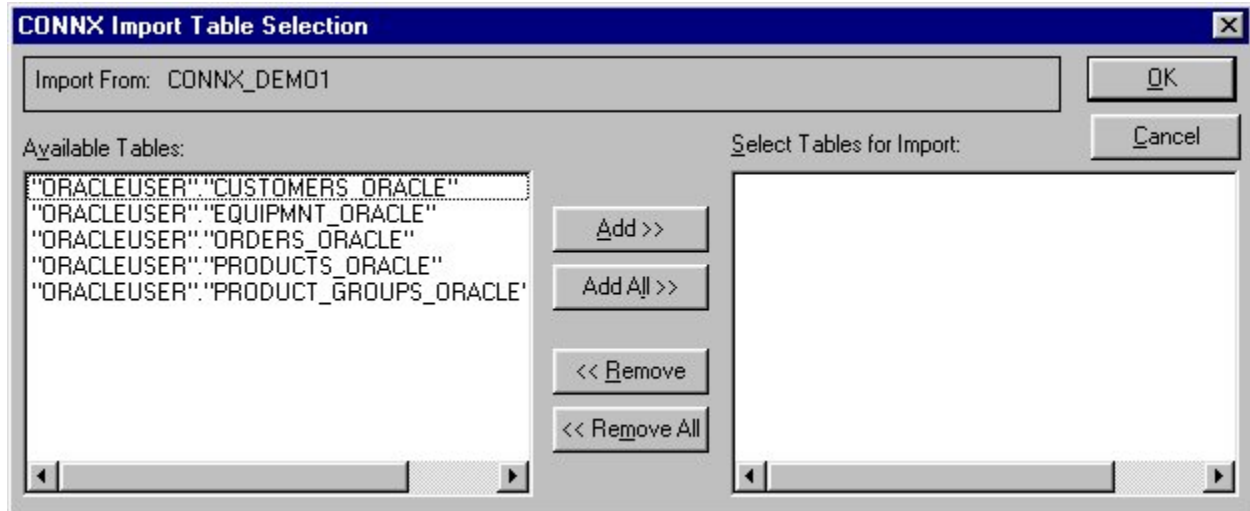 CONNX Import Table Selection
Import From: CONNX_DEMO1
OK
Cancel
Available Tables:
"ORACLEUSER"."CUSTOMERS_ORACLE"
"ORACLEUSER"."EQUIPMNT_ORACLE"
"ORACLEUSER"."ORDERS_ORACLE"
"ORACLEUSER"."PRODUCTS_ORACLE"
"ORACLEUSER"."PRODUCT_GROUPS_ORACLE'
Add >>
Add All >>
<< Remove
<< Remove All
Select Tables for Import: